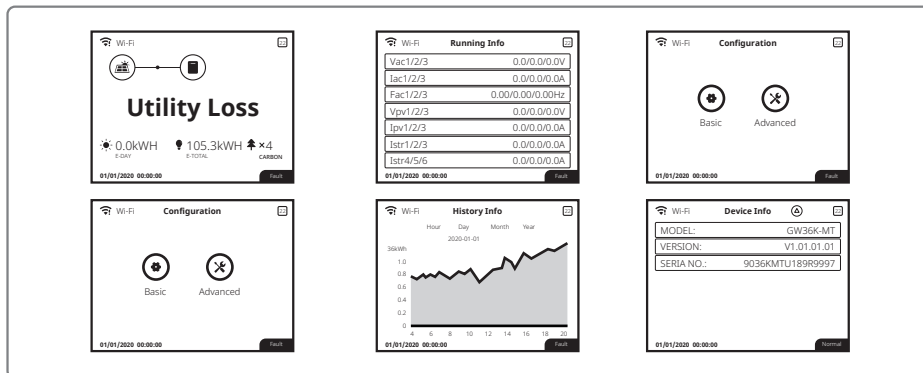 Wi-Fi 22
Utility Loss
0.0kWH 105.3kWH ×4
E-DAY E-TOTAL CARBON
01/01/2020 00:00:00 Fault
Wi-Fi Running Info 22
Vac1/2/3 0.0/0.0/0.0V
Iac1/2/3 0.0/0.0/0.0A
Fac1/2/3 0.00/0.00/0.00Hz
Vpv1/2/3 0.0/0.0/0.0V
Ipv1/2/3 0.0/0.0/0.0A
Istr1/2/3 0.0/0.0/0.0A
Istr4/5/6 0.0/0.0/0.0A
01/01/2020 00:00:00 Fault
Wi-Fi Configuration 22
Basic Advanced
01/01/2020 00:00:00 Fault
Wi-Fi Configuration 22
Basic Advanced
01/01/2020 00:00:00 Fault
Wi-Fi History Info 22
Hour Day Month Year
2020-01-01
36kWh
1.0
0.8
0.6
0.4
0.2
0
4 6 8 10 12 14 16 18 20
01/01/2020 00:00:00 Fault
Wi-Fi Device Info 22
MODEL: GW36K-MT
VERSION: V1.01.01.01
SERIA NO.: 9036KMTU189R9997
01/01/2020 00:00:00 Normal